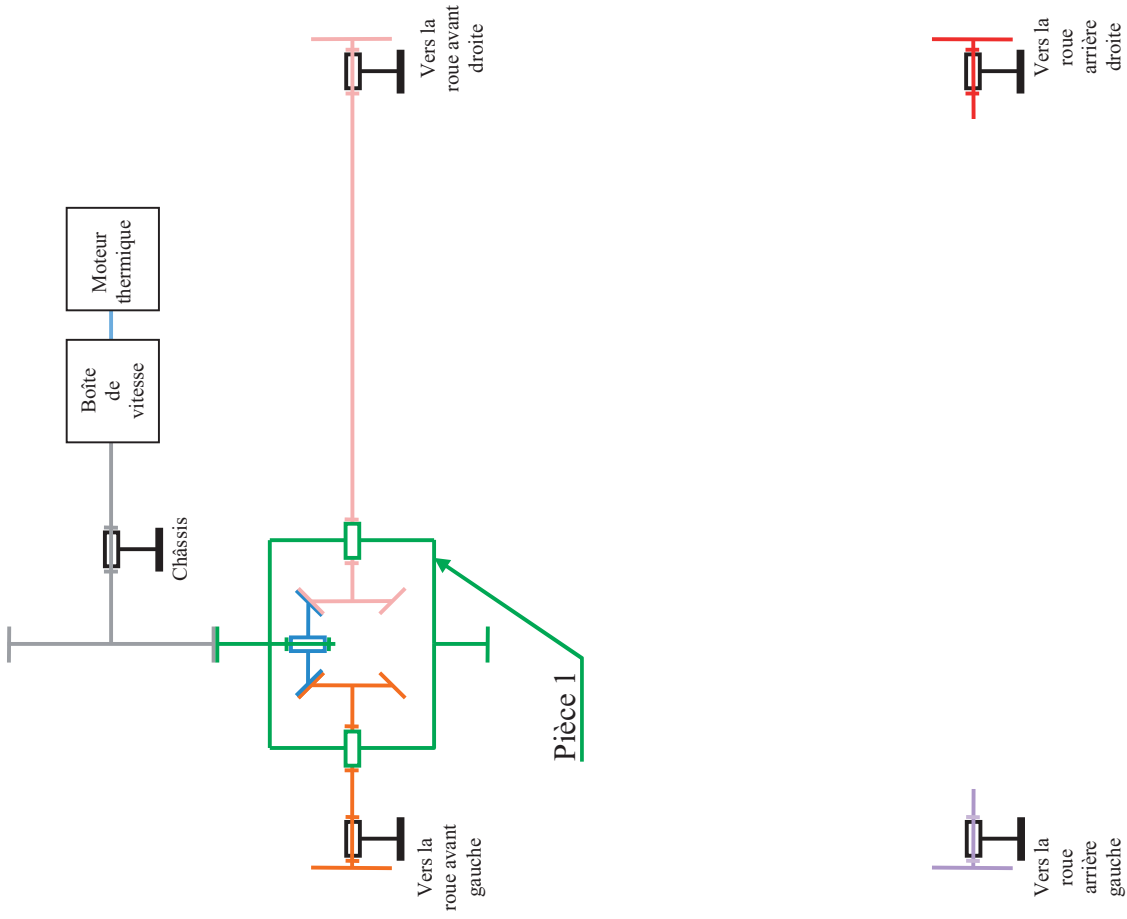 Moteur
thermique
Boîte
de
vitesse
Châssis
Vers la
roue avant
droite
Vers la
roue
arrière
droite
Pièce 1
Vers la
roue avant
gauche
Vers la
roue
arrière
gauche